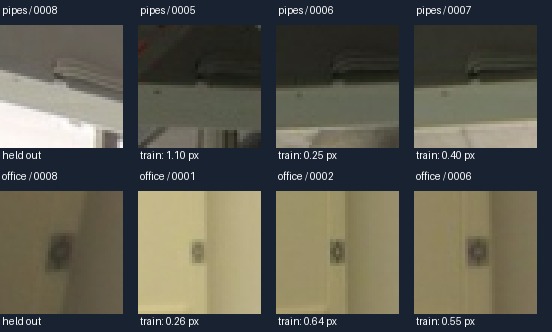 pipes/0008 pipes/0005 pipes/0006 pipes/0007
held out train: 1.10 px train: 0.25 px train: 0.40 px
office/0008 office/0001 office/0002 office/0006
held out train: 0.26 px train: 0.64 px train: 0.55 px